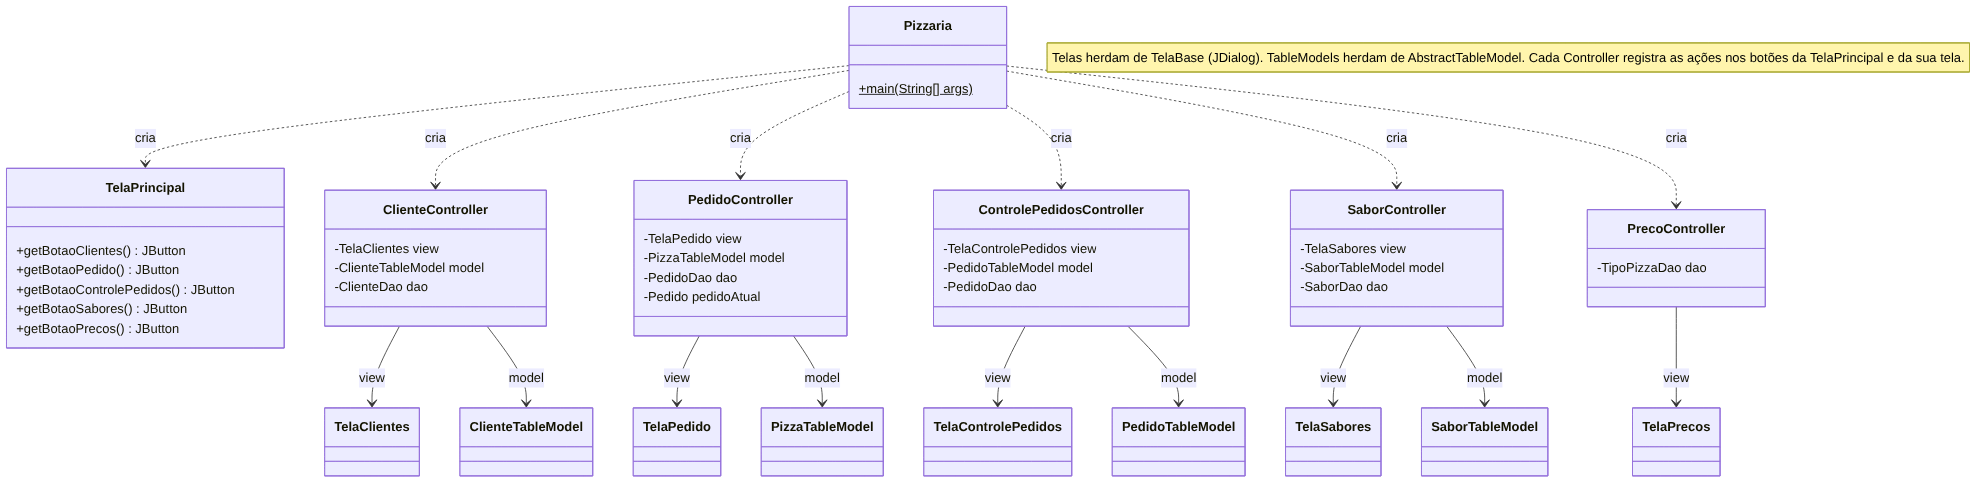 Pizzaria
+main(String[] args)
Telas herdam de TelaBase (JDialog). TableModels herdam de AbstractTableModel. Cada Controller registra as ações nos botões da TelaPrincipal e da sua tela.
cria
cria
cria
cria
cria
cria
TelaPrincipal
+getBotaoClientes() : JButton
+getBotaoPedido() : JButton
+getBotaoControlePedidos() : JButton
+getBotaoSabores() : JButton
+getBotaoPrecos() : JButton
ClienteController
-TelaClientes view
-ClienteTableModel model
-ClienteDao dao
PedidoController
-TelaPedido view
-PizzaTableModel model
-PedidoDao dao
-Pedido pedidoAtual
ControlePedidosController
-TelaControlePedidos view
-PedidoTableModel model
-PedidoDao dao
SaborController
-TelaSabores view
-SaborTableModel model
-SaborDao dao
PrecoController
-TipoPizzaDao dao
view
model
view
model
view
model
view
model
view
TelaClientes
ClienteTableModel
TelaPedido
PizzaTableModel
TelaControlePedidos
PedidoTableModel
TelaSabores
SaborTableModel
TelaPrecos